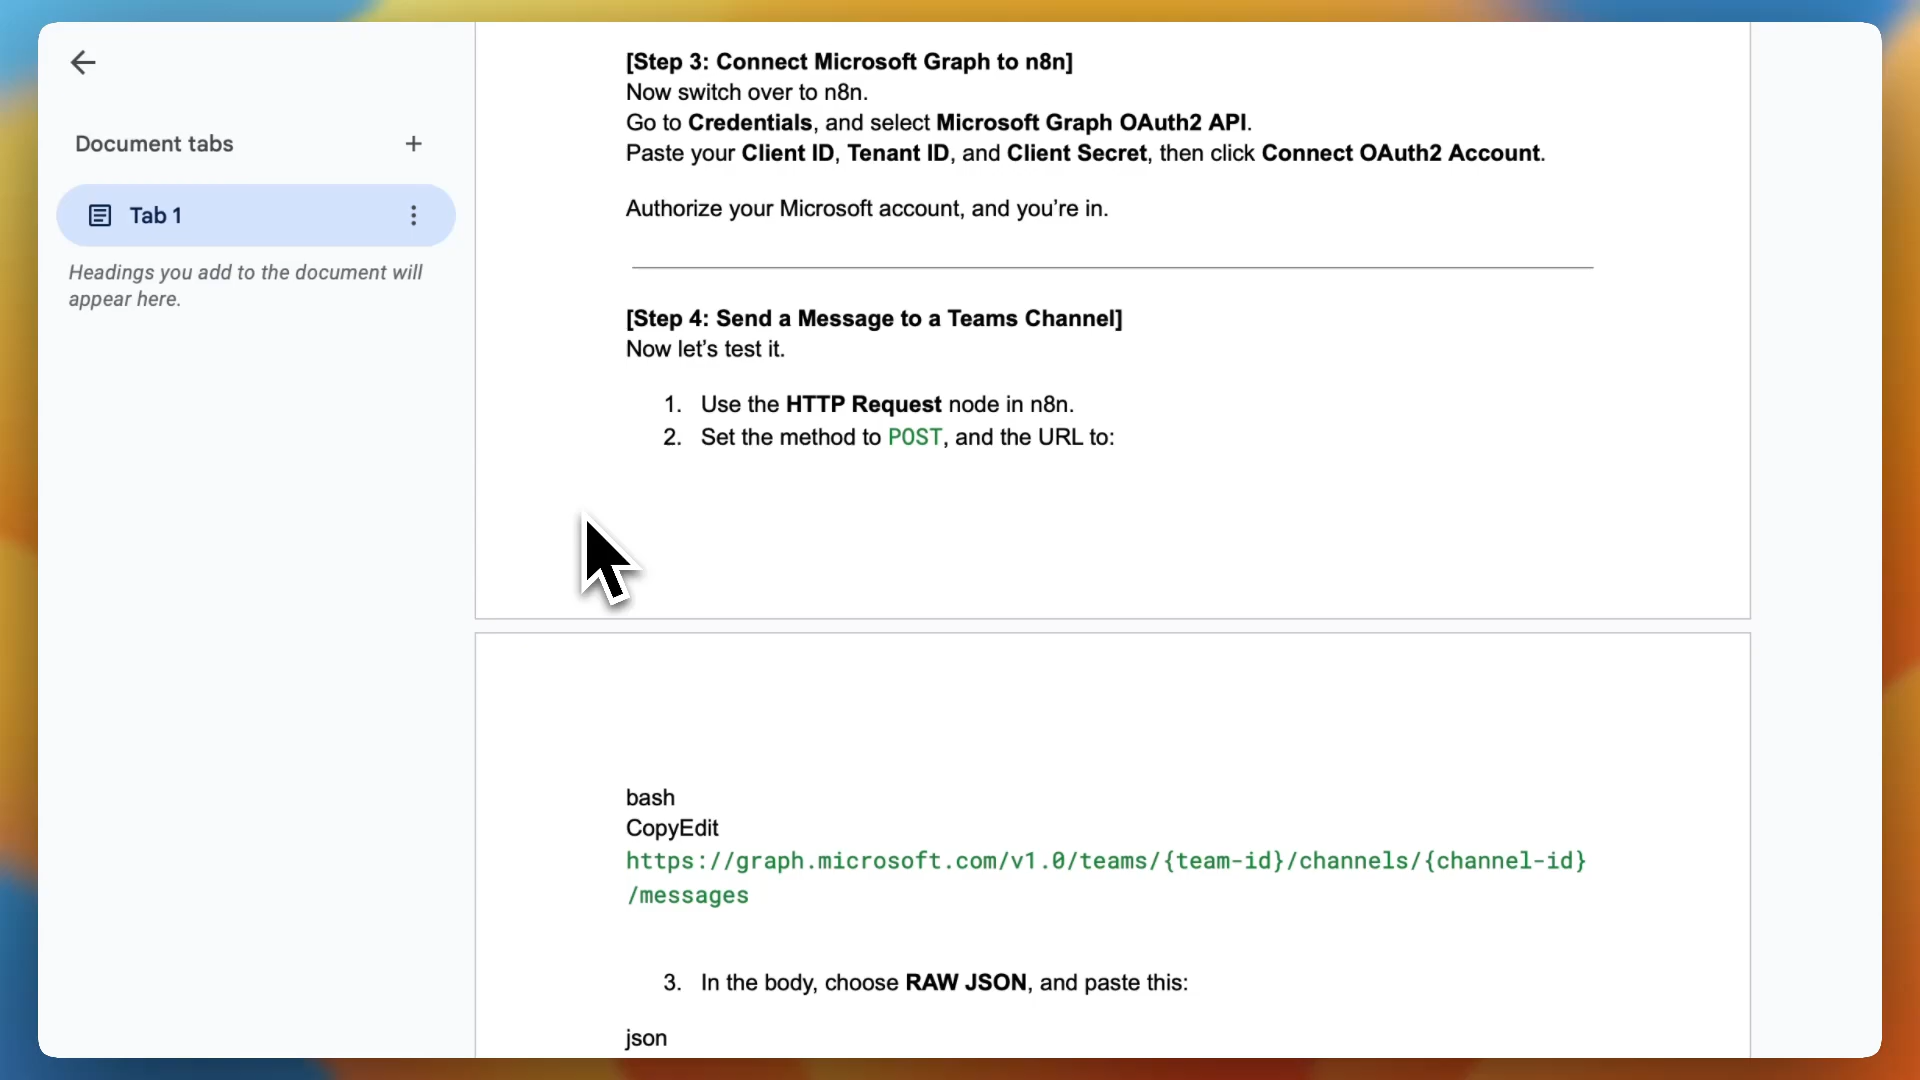 Document tabs
Tab 1
Headings you add to the document will
appear here.
[Step 3: Connect Microsoft Graph to n8n]
Now switch over to n8n.
Go to Credentials, and select Microsoft Graph OAuth2 API.
Paste your Client ID, Tenant ID, and Client Secret, then click Connect OAuth2 Account.
Authorize your Microsoft account, and you’re in.
[Step 4: Send a Message to a Teams Channel]
Now let’s test it.
1. Use the HTTP Request node in n8n.
2. Set the method to POST, and the URL to:
bash
CopyEdit
https://graph.microsoft.com/v1.0/teams/{team-id}/channels/{channel-id}
/messages
3. In the body, choose RAW JSON, and paste this:
json